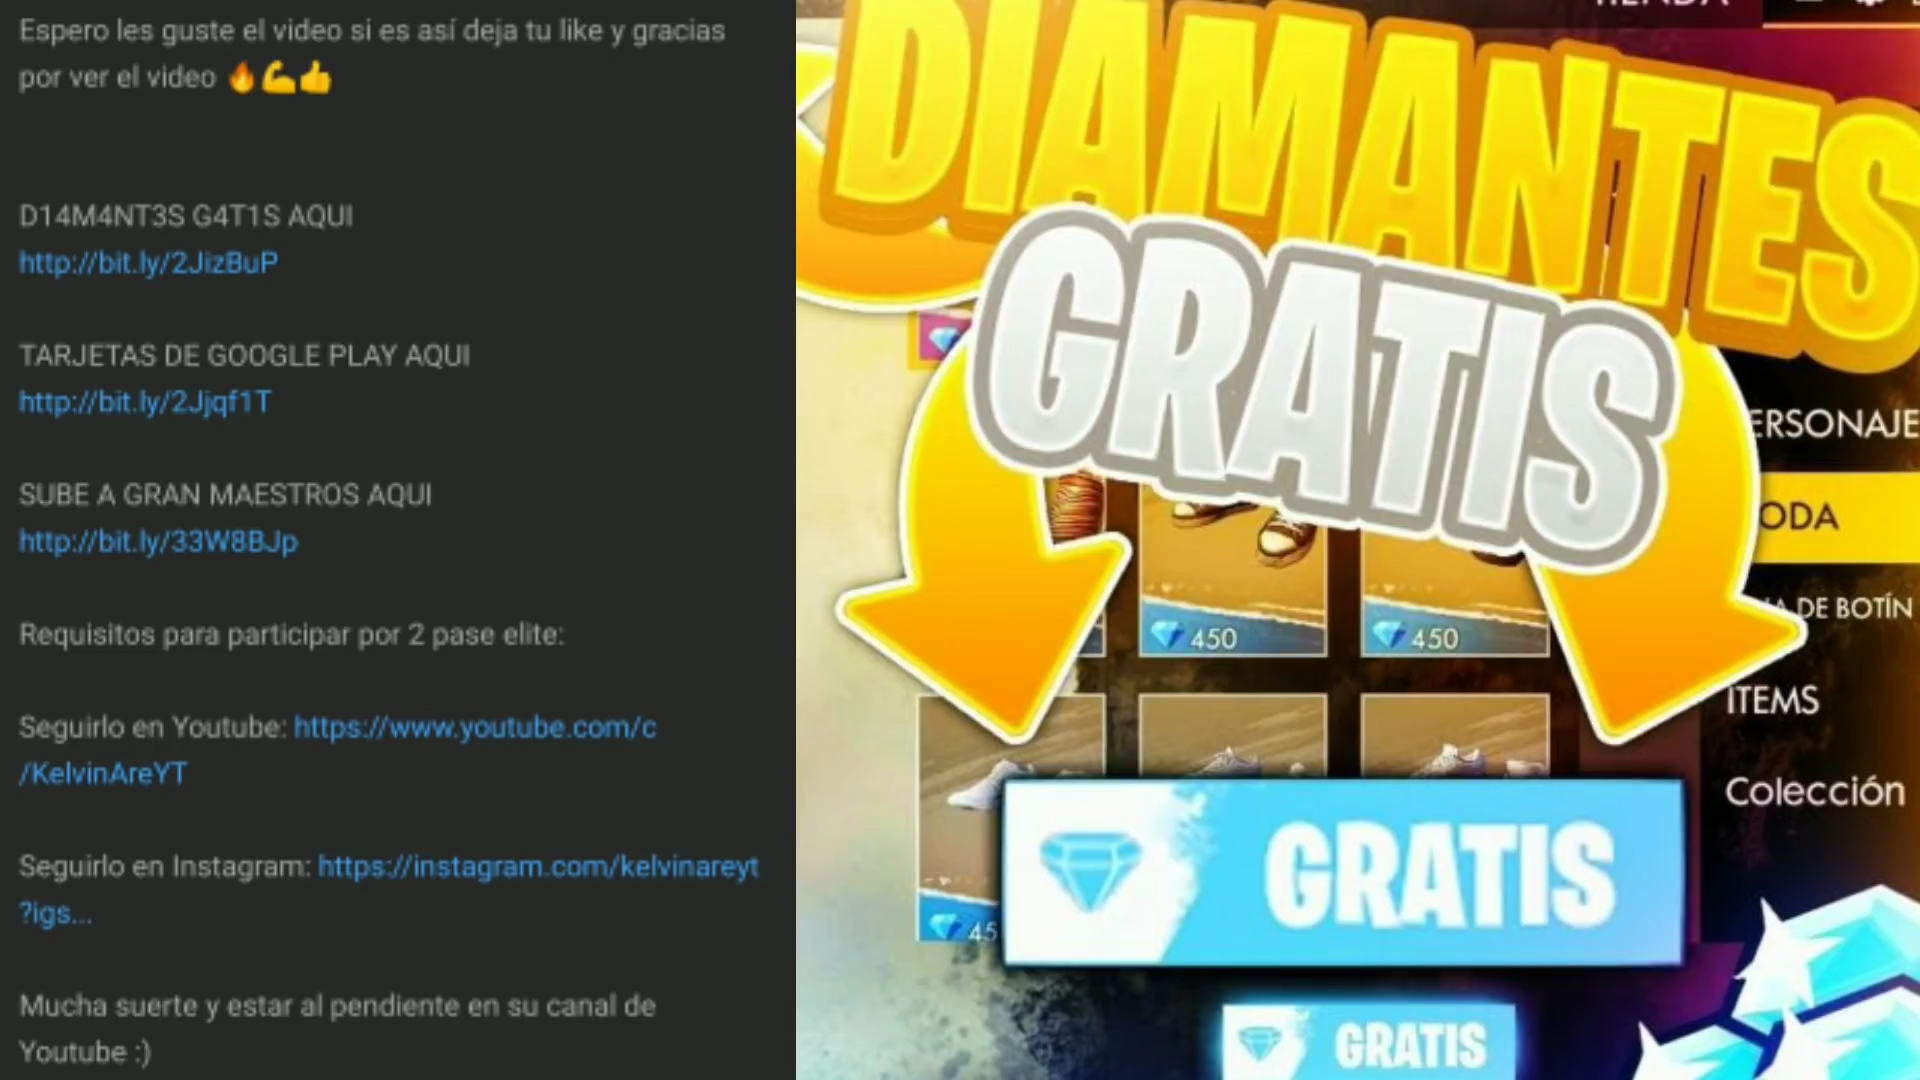 Espero les guste el video si es así deja tu like y gracias
por ver el video 🔥💪👍
D14M4NT3S G4T1S AQUI
http://bit.ly/2JizBuP
TARJETAS DE GOOGLE PLAY AQUI
http://bit.ly/2Jjqf1T
SUBE A GRAN MAESTROS AQUI
http://bit.ly/33W8BJp
Requisitos para participar por 2 pase elite:
Seguirlo en Youtube: https://www.youtube.com/c
/KelvinAreYT
Seguirlo en Instagram: https://instagram.com/kelvinareyt
?igs...
Mucha suerte y estar al pendiente en su canal de
Youtube :)
TIENDA
DIAMANTES
GRATIS
ERSONAJE
ODA
450
450
DE BOTÍN
ITEMS
Colección
45
GRATIS
GRATIS